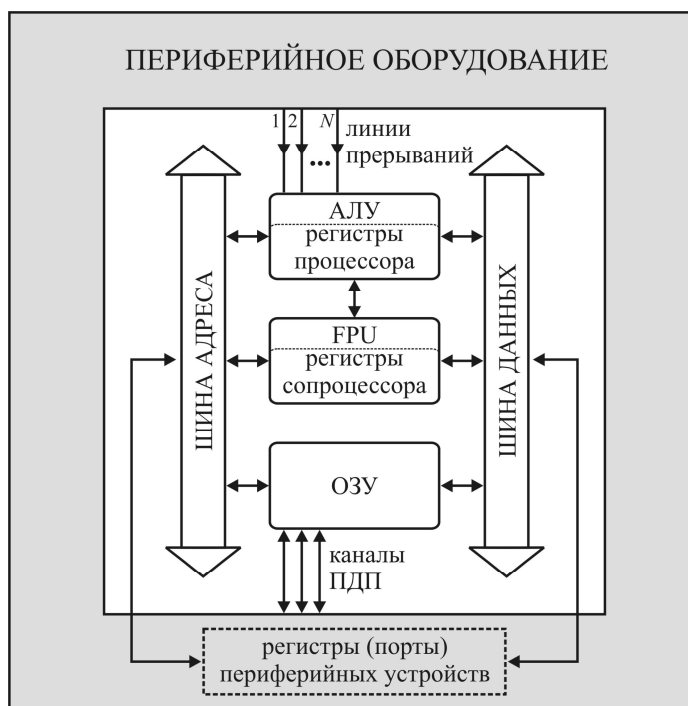 ПЕРИФЕРИЙНОЕ ОБОРУДОВАНИЕ
1 2 N
...
линии
прерываний
АЛУ
регистры
процессора
ШИНА АДРЕСА
ШИНА ДАННЫХ
FPU
регистры
сопроцессора
ОЗУ
каналы
ПДП
регистры (порты)
периферийных устройств